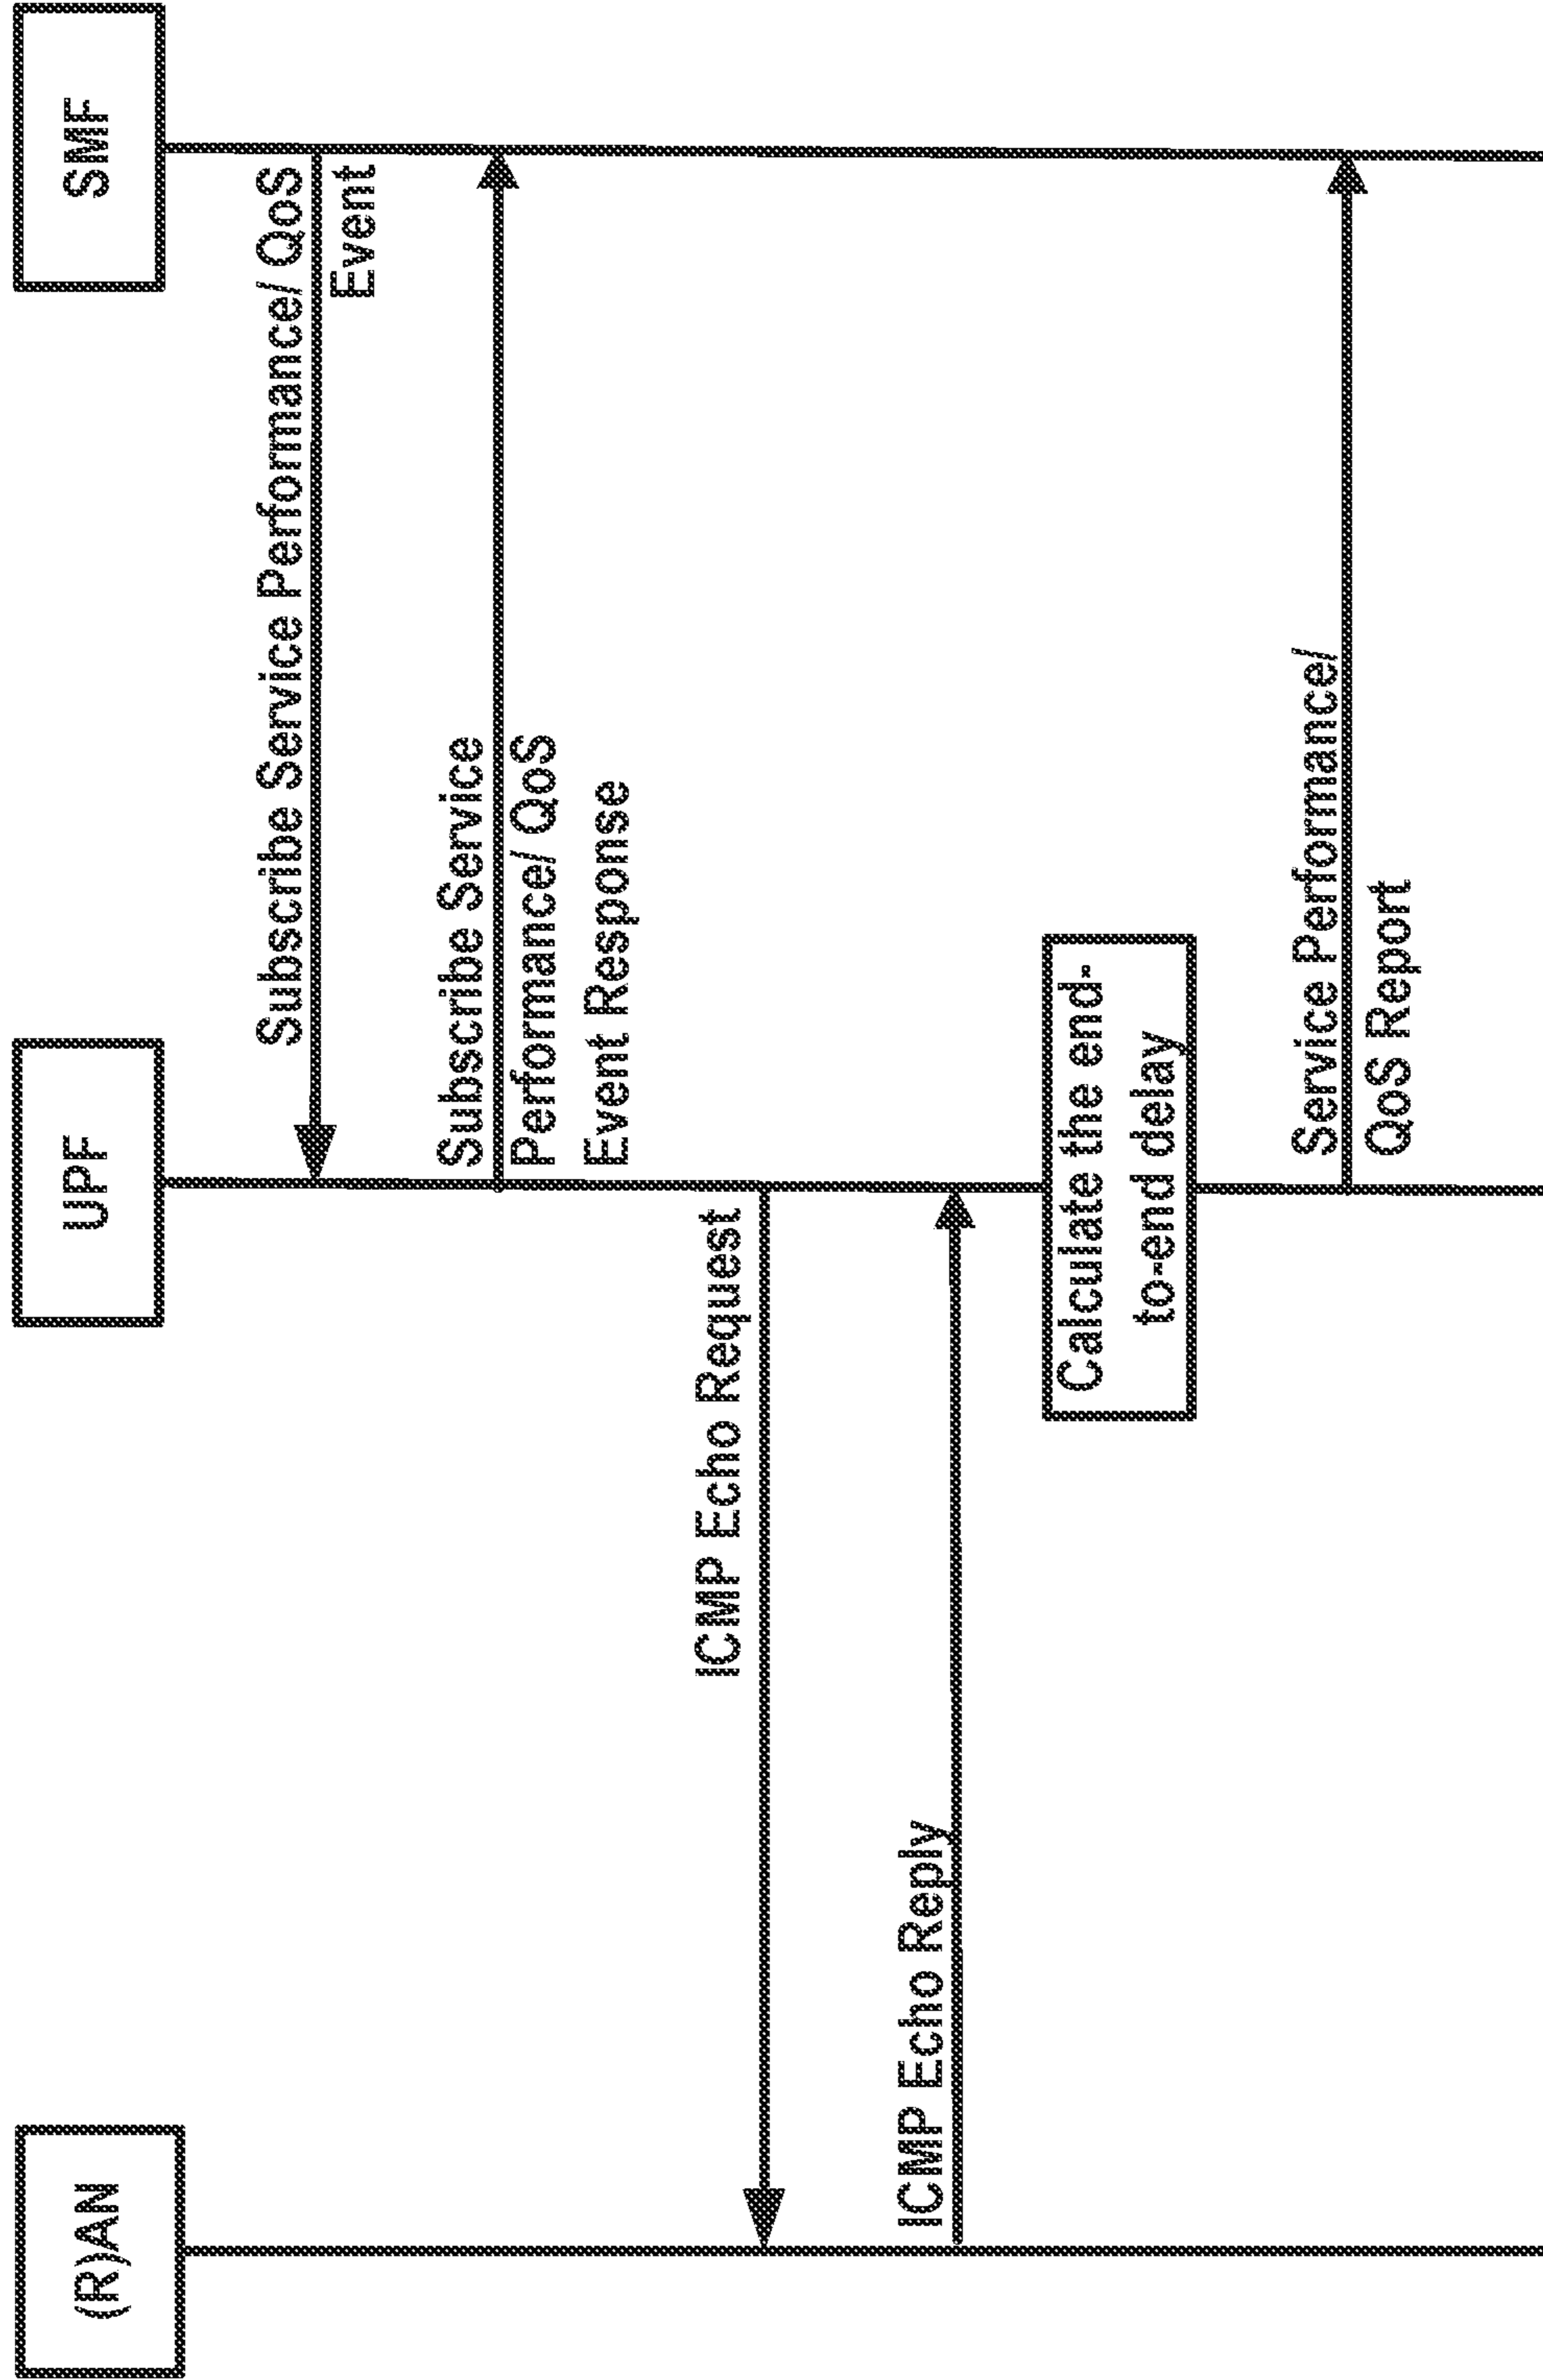 (R)AN
UPF
SMF
Subscribe Service Performance/ QoS
Event
Subscribe Service
Performance/ QoS
Event Response
ICMP Echo Request
ICMP Echo Reply
Calculate the end-
to-end delay
Service Performance/
QoS Report